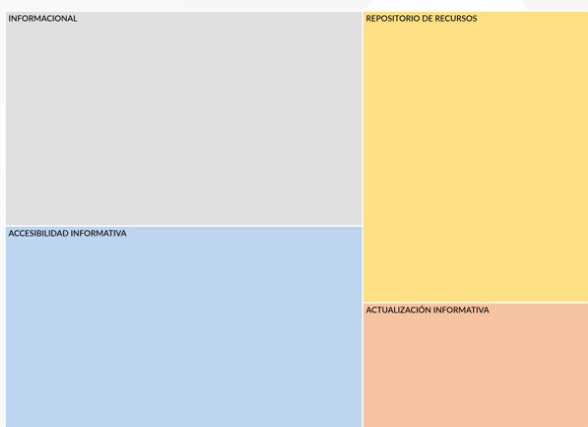 INFORMACIONAL
REPOSITORIO DE RECURSOS
ACCESIBILIDAD INFORMATIVA
ACTUALIZACIÓN INFORMATIVA